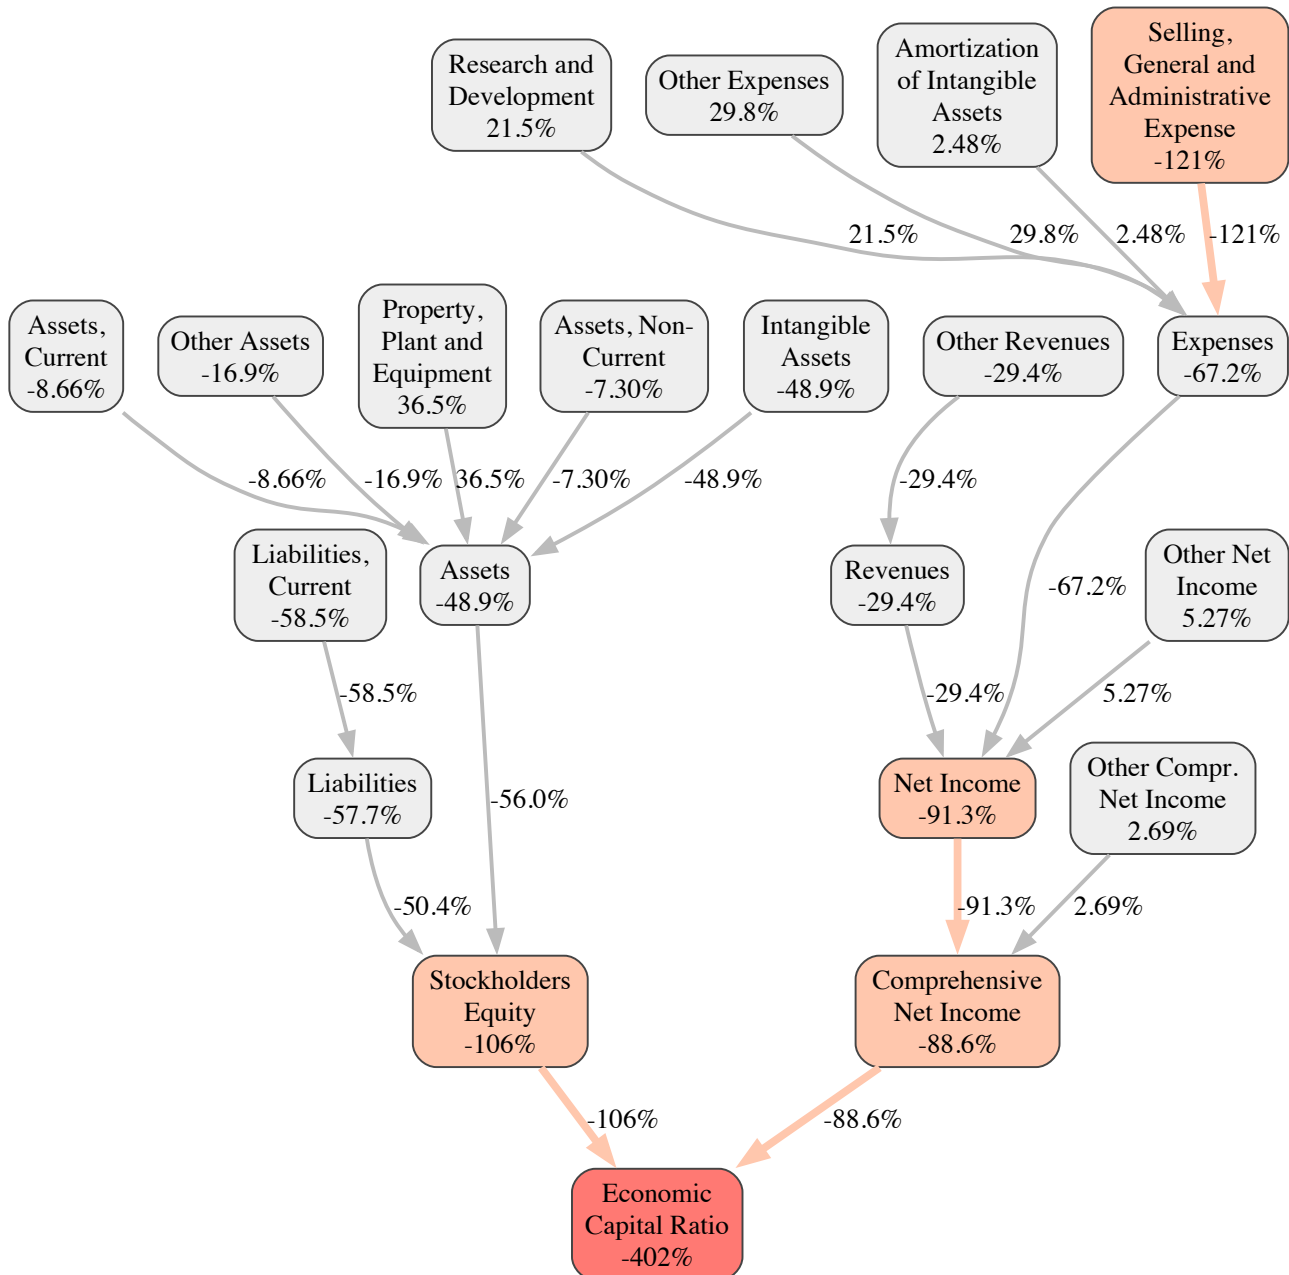 Research and
Development
21.5%
Other Expenses
29.8%
Amortization
of Intangible
Assets
2.48%
Selling,
General and
Administrative
Expense
-121%
21.5%
29.8%
2.48%
-121%
Assets,
Current
-8.66%
Other Assets
-16.9%
Property,
Plant and
Equipment
36.5%
Assets, Non-
Current
-7.30%
Intangible
Assets
-48.9%
Other Revenues
-29.4%
Expenses
-67.2%
-8.66%
-16.9%
36.5%
-7.30%
-48.9%
-29.4%
Liabilities,
Current
-58.5%
Assets
-48.9%
Revenues
-29.4%
-67.2%
Other Net
Income
5.27%
-58.5%
-29.4%
5.27%
Liabilities
-57.7%
-56.0%
Net Income
-91.3%
Other Compr.
Net Income
2.69%
-50.4%
-91.3%
2.69%
Stockholders
Equity
-106%
Comprehensive
Net Income
-88.6%
-106%
-88.6%
Economic
Capital Ratio
-402%